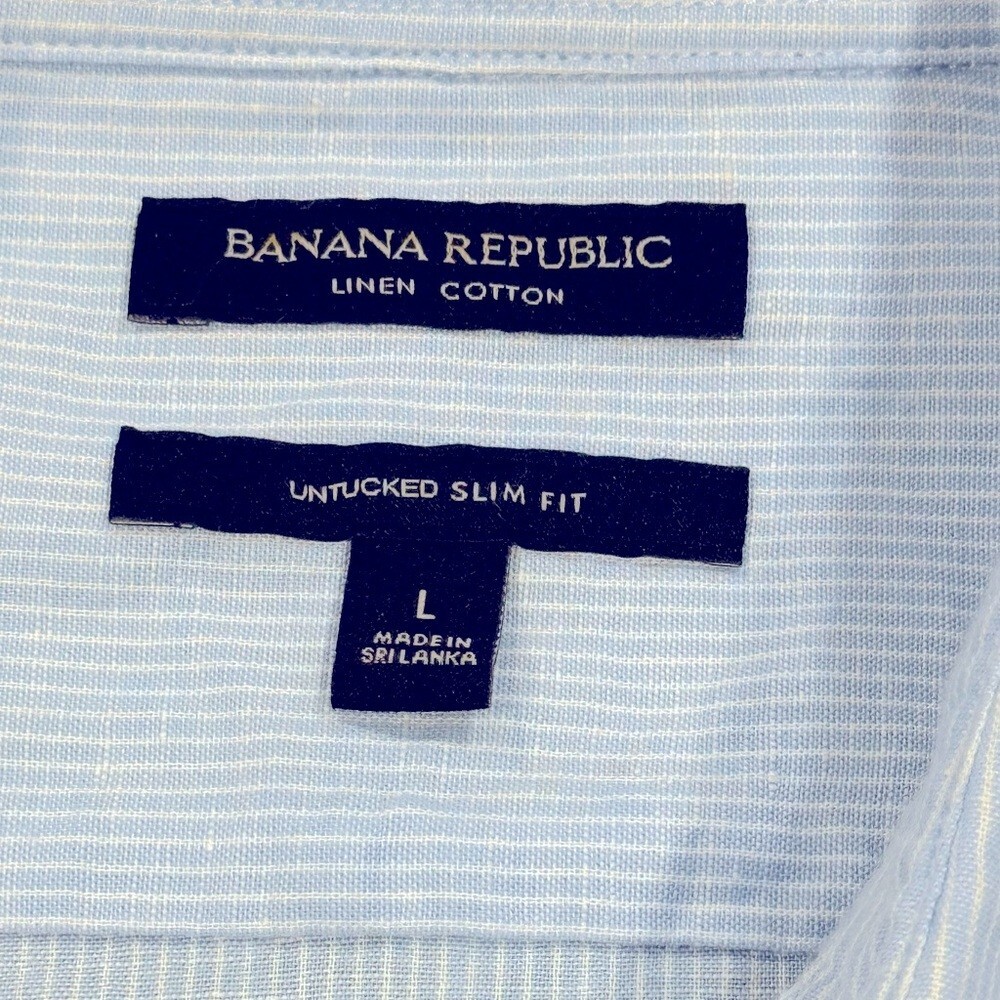 BANANA REPUBLIC
LINEN COTTON
UNTUCKED SLIM FIT
L
MADE IN
SRI LANKA